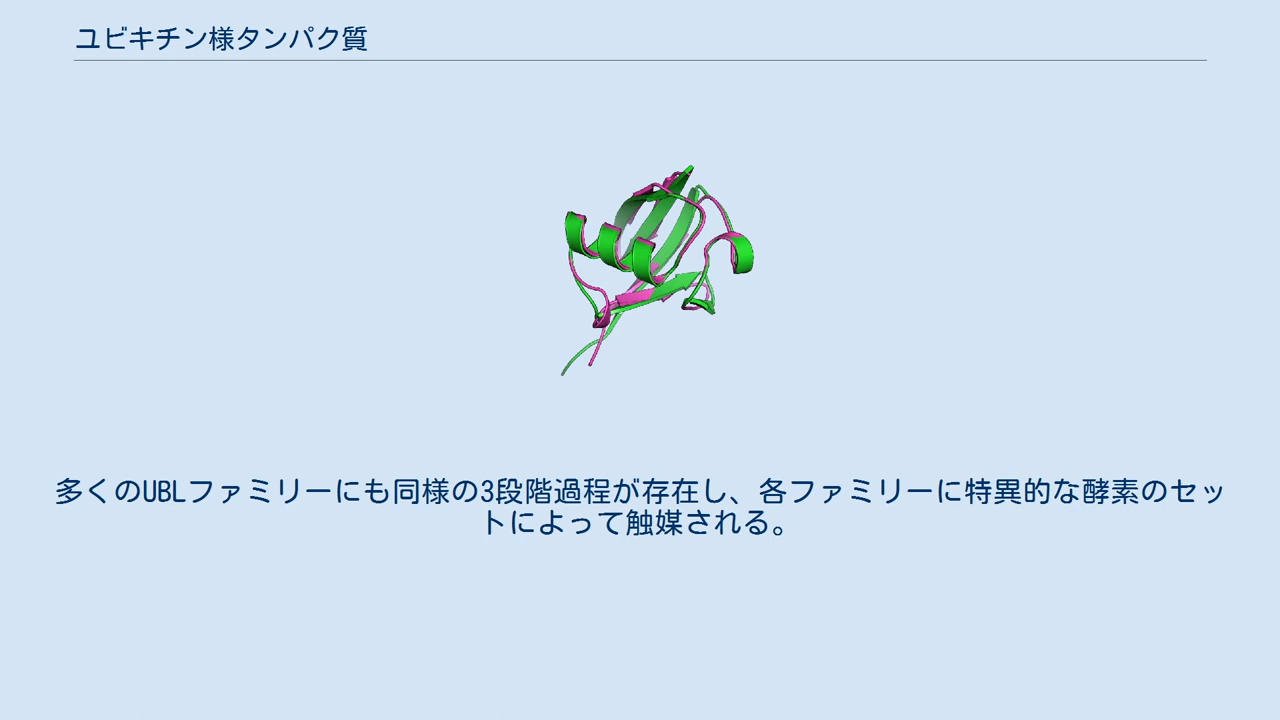 ユビキチン様タンパク質
多くのUBLファミリーにも同様の3段階過程が存在し、各ファミリーに特異的な酵素のセッ
トによって触媒される。